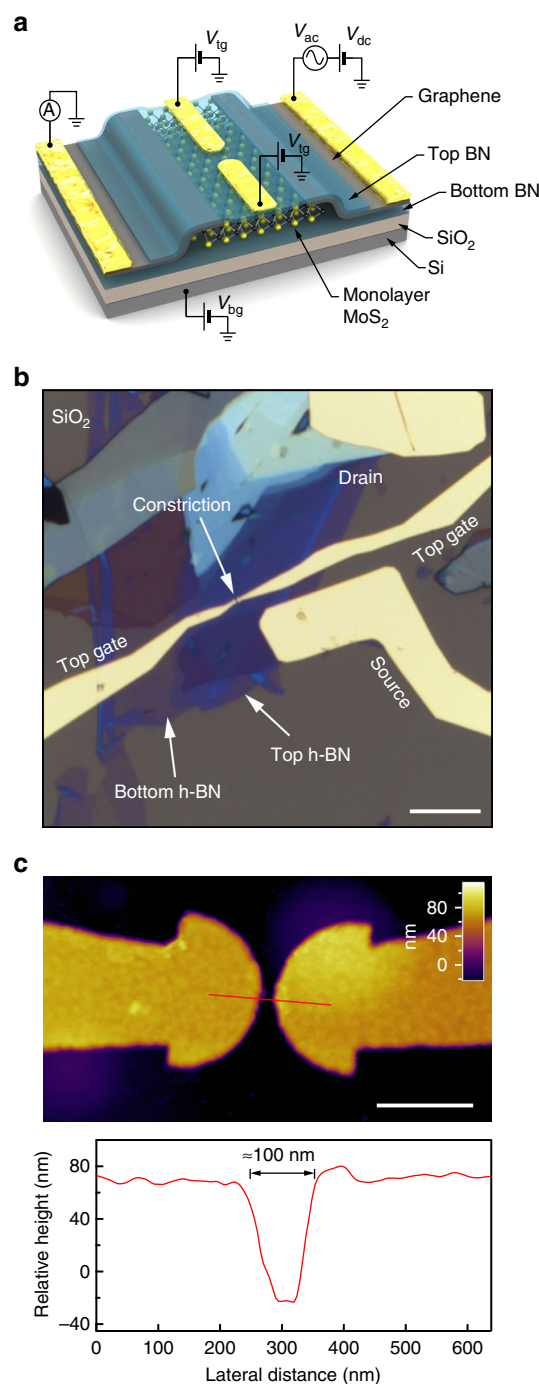 a
V_tg
V_ac
V_dc
A
Graphene
V_tg
Top BN
Bottom BN
SiO₂
Si
Monolayer
MoS₂
V_bg
b
SiO₂
Drain
Constriction
Top gate
Top gate
Source
Top h-BN
Bottom h-BN
c
80
40
0
nm
≈100 nm
80
40
0
–40
Relative height (nm)
0 100 200 300 400 500 600
Lateral distance (nm)